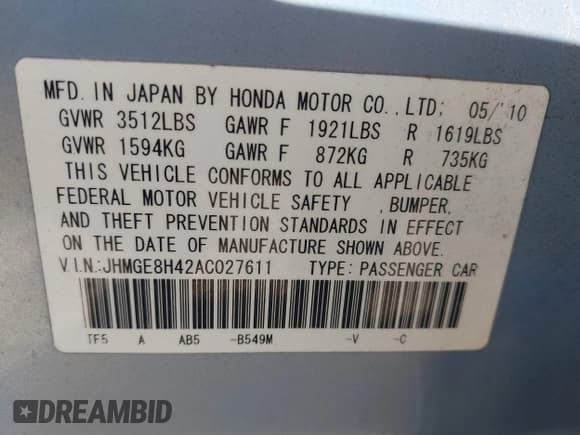 MFD. IN JAPAN BY HONDA MOTOR CO.,LTD; 05/'10
GVWR 3512LBS GAWR F 1921LBS R 1619LBS
GVWR 1594KG GAWR F 872KG R 735KG
THIS VEHICLE CONFORMS TO ALL APPLICABLE
FEDERAL MOTOR VEHICLE SAFETY ,BUMPER,
AND THEFT PREVENTION STANDARDS IN EFFECT
ON THE DATE OF MANUFACTURE SHOWN ABOVE.
V.I.N.:JHMGE8H42AC027611 TYPE: PASSENGER CAR
TF5 A AB5 -B549M -V -C
DREAMBID